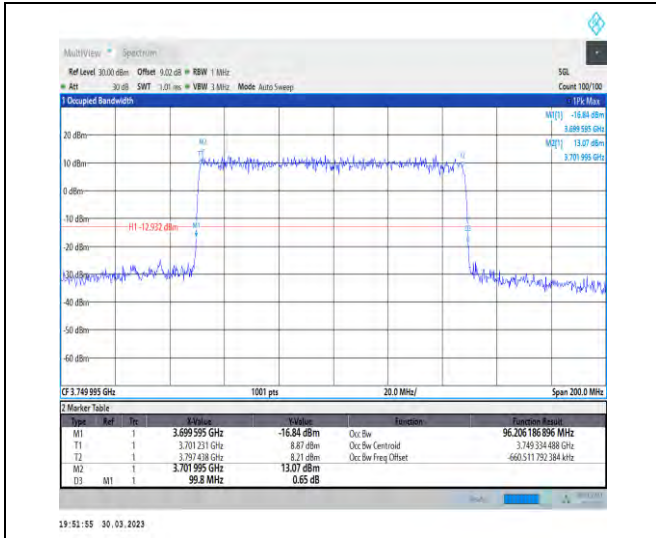 MultiView Spectrum
Ref Level 30.00 dBm Offset 9.02 dB RBW 1 MHz SGL
Att 30 dB SWT 1.01 ms VBW 3 MHz Mode Auto Sweep Count 100/100
1 Occupied Bandwidth 1Pk Max
M1[1] -16.84 dBm
3.699 595 GHz
M2[1] 13.07 dBm
3.701 995 GHz
20 dBm
M2
T1
T2
10 dBm
0 dBm
-10 dBm
H1 -12.932 dBm
M1
D3
-30 dBm
-40 dBm
-50 dBm
-60 dBm
CF 3.749 995 GHz 1001 pts 20.0 MHz/ Span 200.0 MHz
2 Marker Table
Type Ref Trc X-Value Y-Value Function Function Result
M1 1 3.699 595 GHz -16.84 dBm Occ Bw 96.206 186 896 MHz
T1 1 3.701 231 GHz 8.87 dBm Occ Bw Centroid 3.749 334 488 GHz
T2 1 3.797 438 GHz 8.21 dBm Occ Bw Freq Offset -660.511 792 384 kHz
M2 1 3.701 995 GHz 13.07 dBm
D3 M1 1 99.8 MHz 0.65 dB
19:51:55 30.03.2023